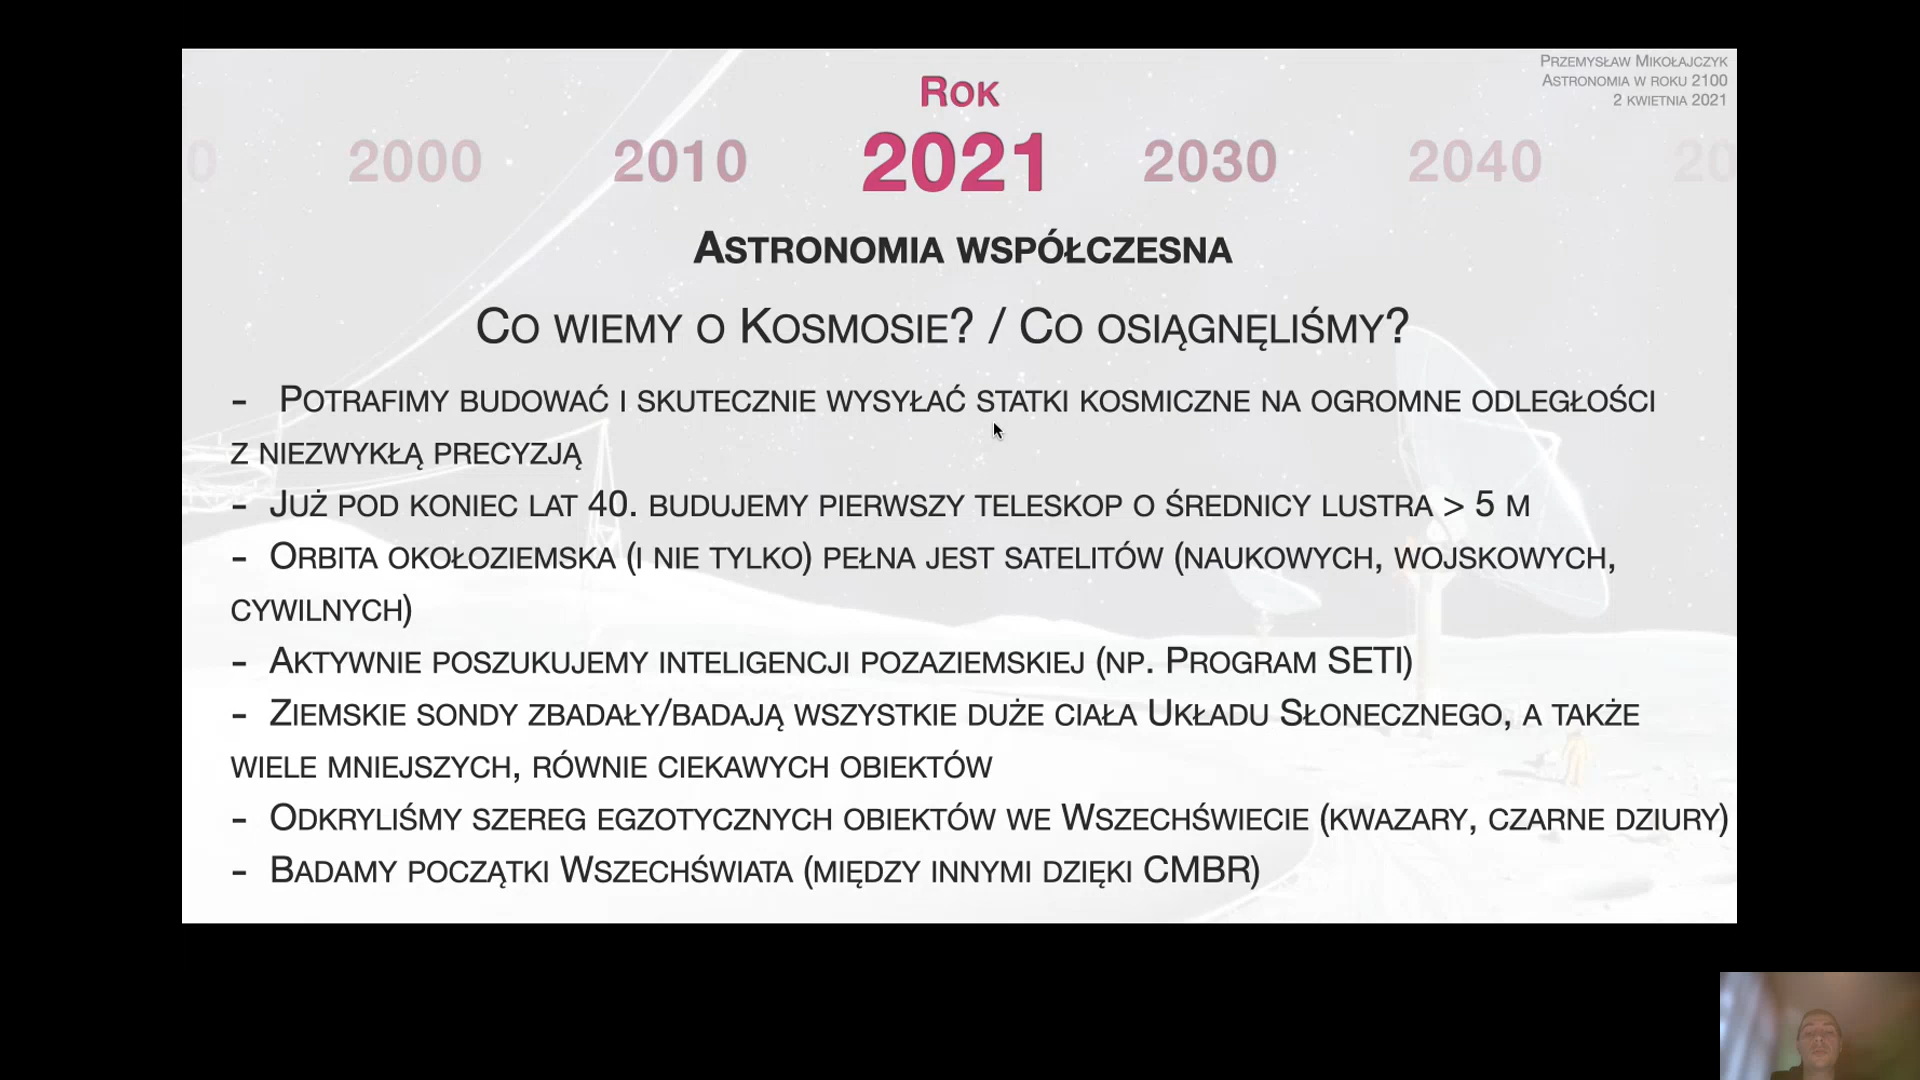 Przemysław Mikołajczyk
Astronomia w roku 2100
2 kwietnia 2021
Rok
0 2000 2010 2021 2030 2040 20
Astronomia współczesna
Co wiemy o Kosmosie? / Co osiągnęliśmy?
- Potrafimy budować i skutecznie wysyłać statki kosmiczne na ogromne odległości
z niezwykłą precyzją
- Już pod koniec lat 40. budujemy pierwszy teleskop o średnicy lustra > 5 m
- Orbita okołoziemska (i nie tylko) pełna jest satelitów (naukowych, wojskowych,
cywilnych)
- Aktywnie poszukujemy inteligencji pozaziemskiej (np. Program SETI)
- Ziemskie sondy zbadały/badają wszystkie duże ciała Układu Słonecznego, a także
wiele mniejszych, równie ciekawych obiektów
- Odkryliśmy szereg egzotycznych obiektów we Wszechświecie (kwazary, czarne dziury)
- Badamy początki Wszechświata (między innymi dzięki CMBR)